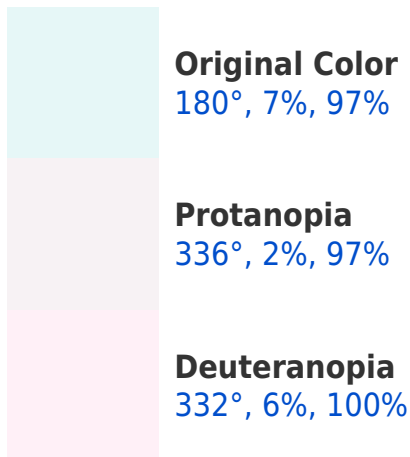 Original Color
180°, 7%, 97%
Protanopia
336°, 2%, 97%
Deuteranopia
332°, 6%, 100%